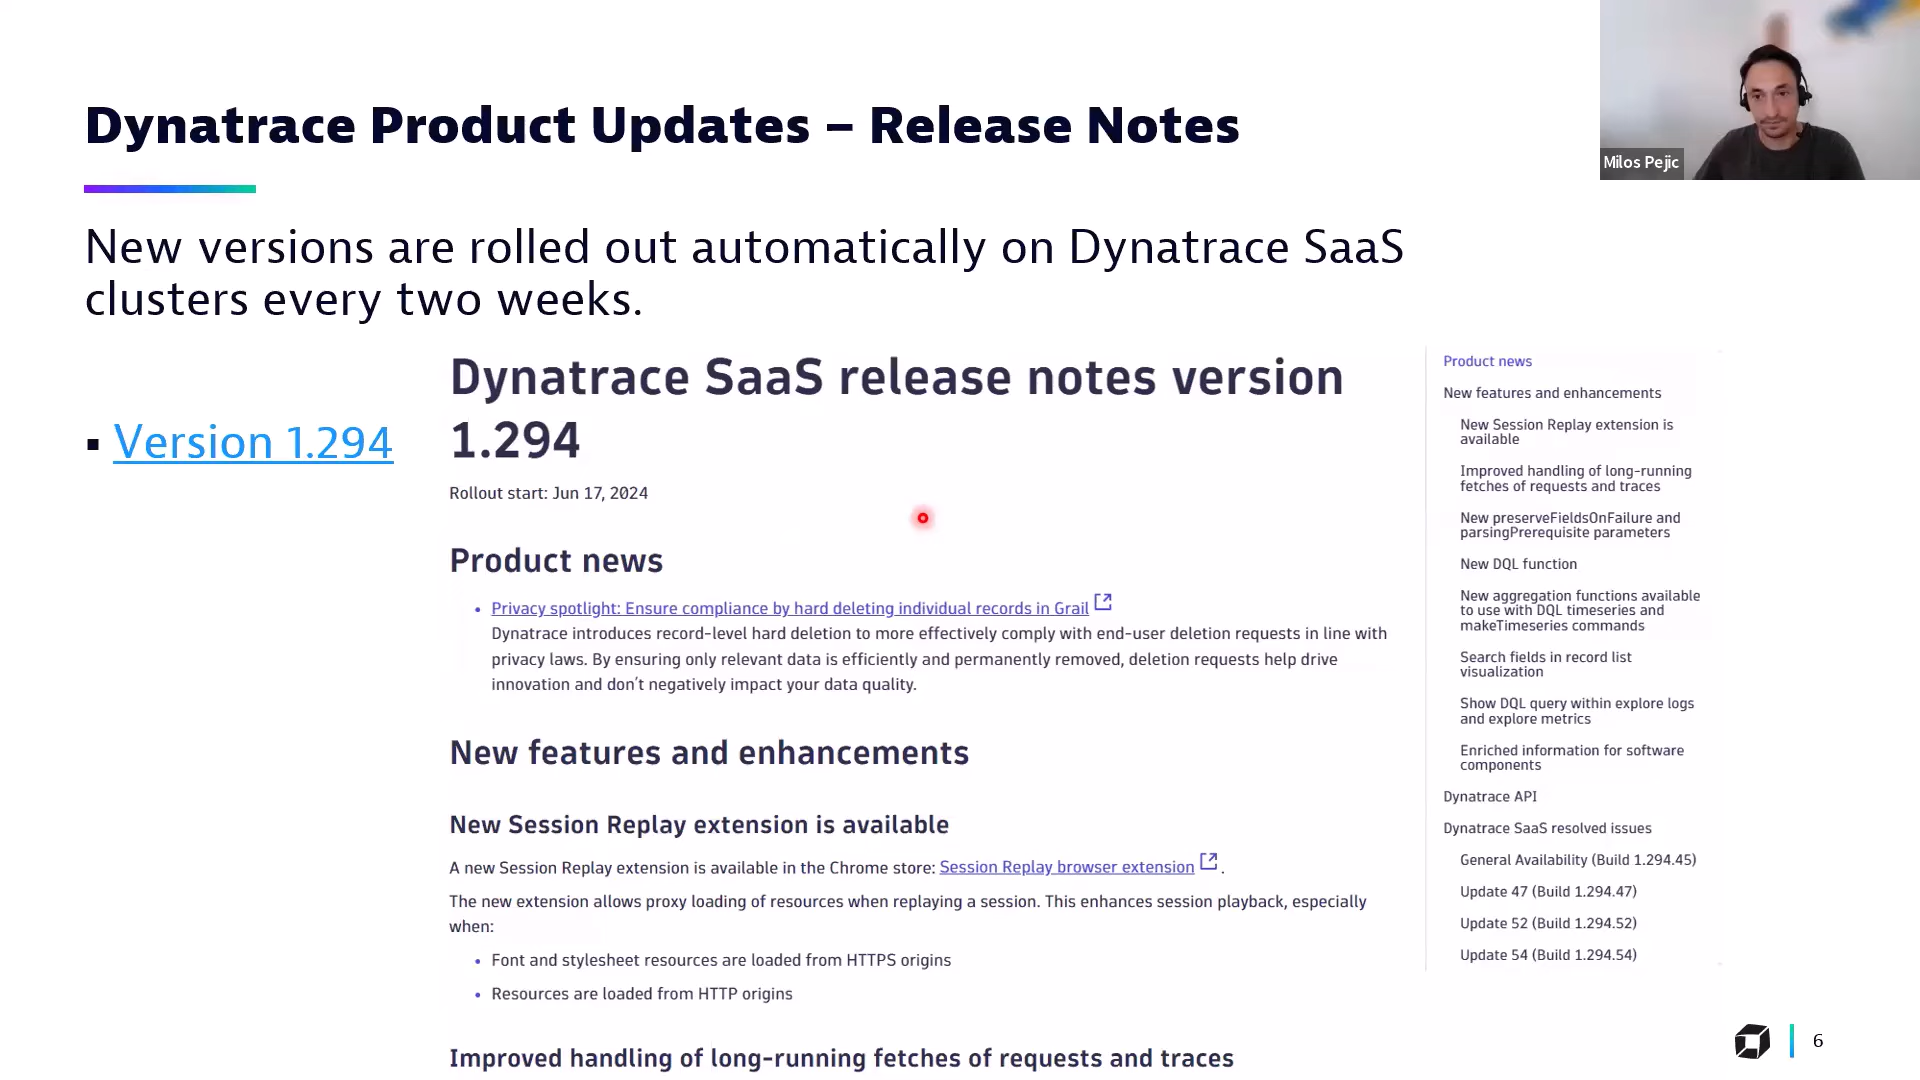 Dynatrace Product Updates – Release Notes
Milos Pejic
New versions are rolled out automatically on Dynatrace SaaS
clusters every two weeks.
▪ Version 1.294
Dynatrace SaaS release notes version
1.294
Rollout start: Jun 17, 2024
Product news
• Privacy spotlight: Ensure compliance by hard deleting individual records in Grail
Dynatrace introduces record-level hard deletion to more effectively comply with end-user deletion requests in line with
privacy laws. By ensuring only relevant data is efficiently and permanently removed, deletion requests help drive
innovation and don't negatively impact your data quality.
New features and enhancements
New Session Replay extension is available
A new Session Replay extension is available in the Chrome store: Session Replay browser extension .
The new extension allows proxy loading of resources when replaying a session. This enhances session playback, especially
when:
• Font and stylesheet resources are loaded from HTTPS origins
• Resources are loaded from HTTP origins
Improved handling of long-running fetches of requests and traces
Product news
New features and enhancements
New Session Replay extension is
available
Improved handling of long-running
fetches of requests and traces
New preserveFieldsOnFailure and
parsingPrerequisite parameters
New DQL function
New aggregation functions available
to use with DQL timeseries and
makeTimeseries commands
Search fields in record list
visualization
Show DQL query within explore logs
and explore metrics
Enriched information for software
components
Dynatrace API
Dynatrace SaaS resolved issues
General Availability (Build 1.294.45)
Update 47 (Build 1.294.47)
Update 52 (Build 1.294.52)
Update 54 (Build 1.294.54)
6